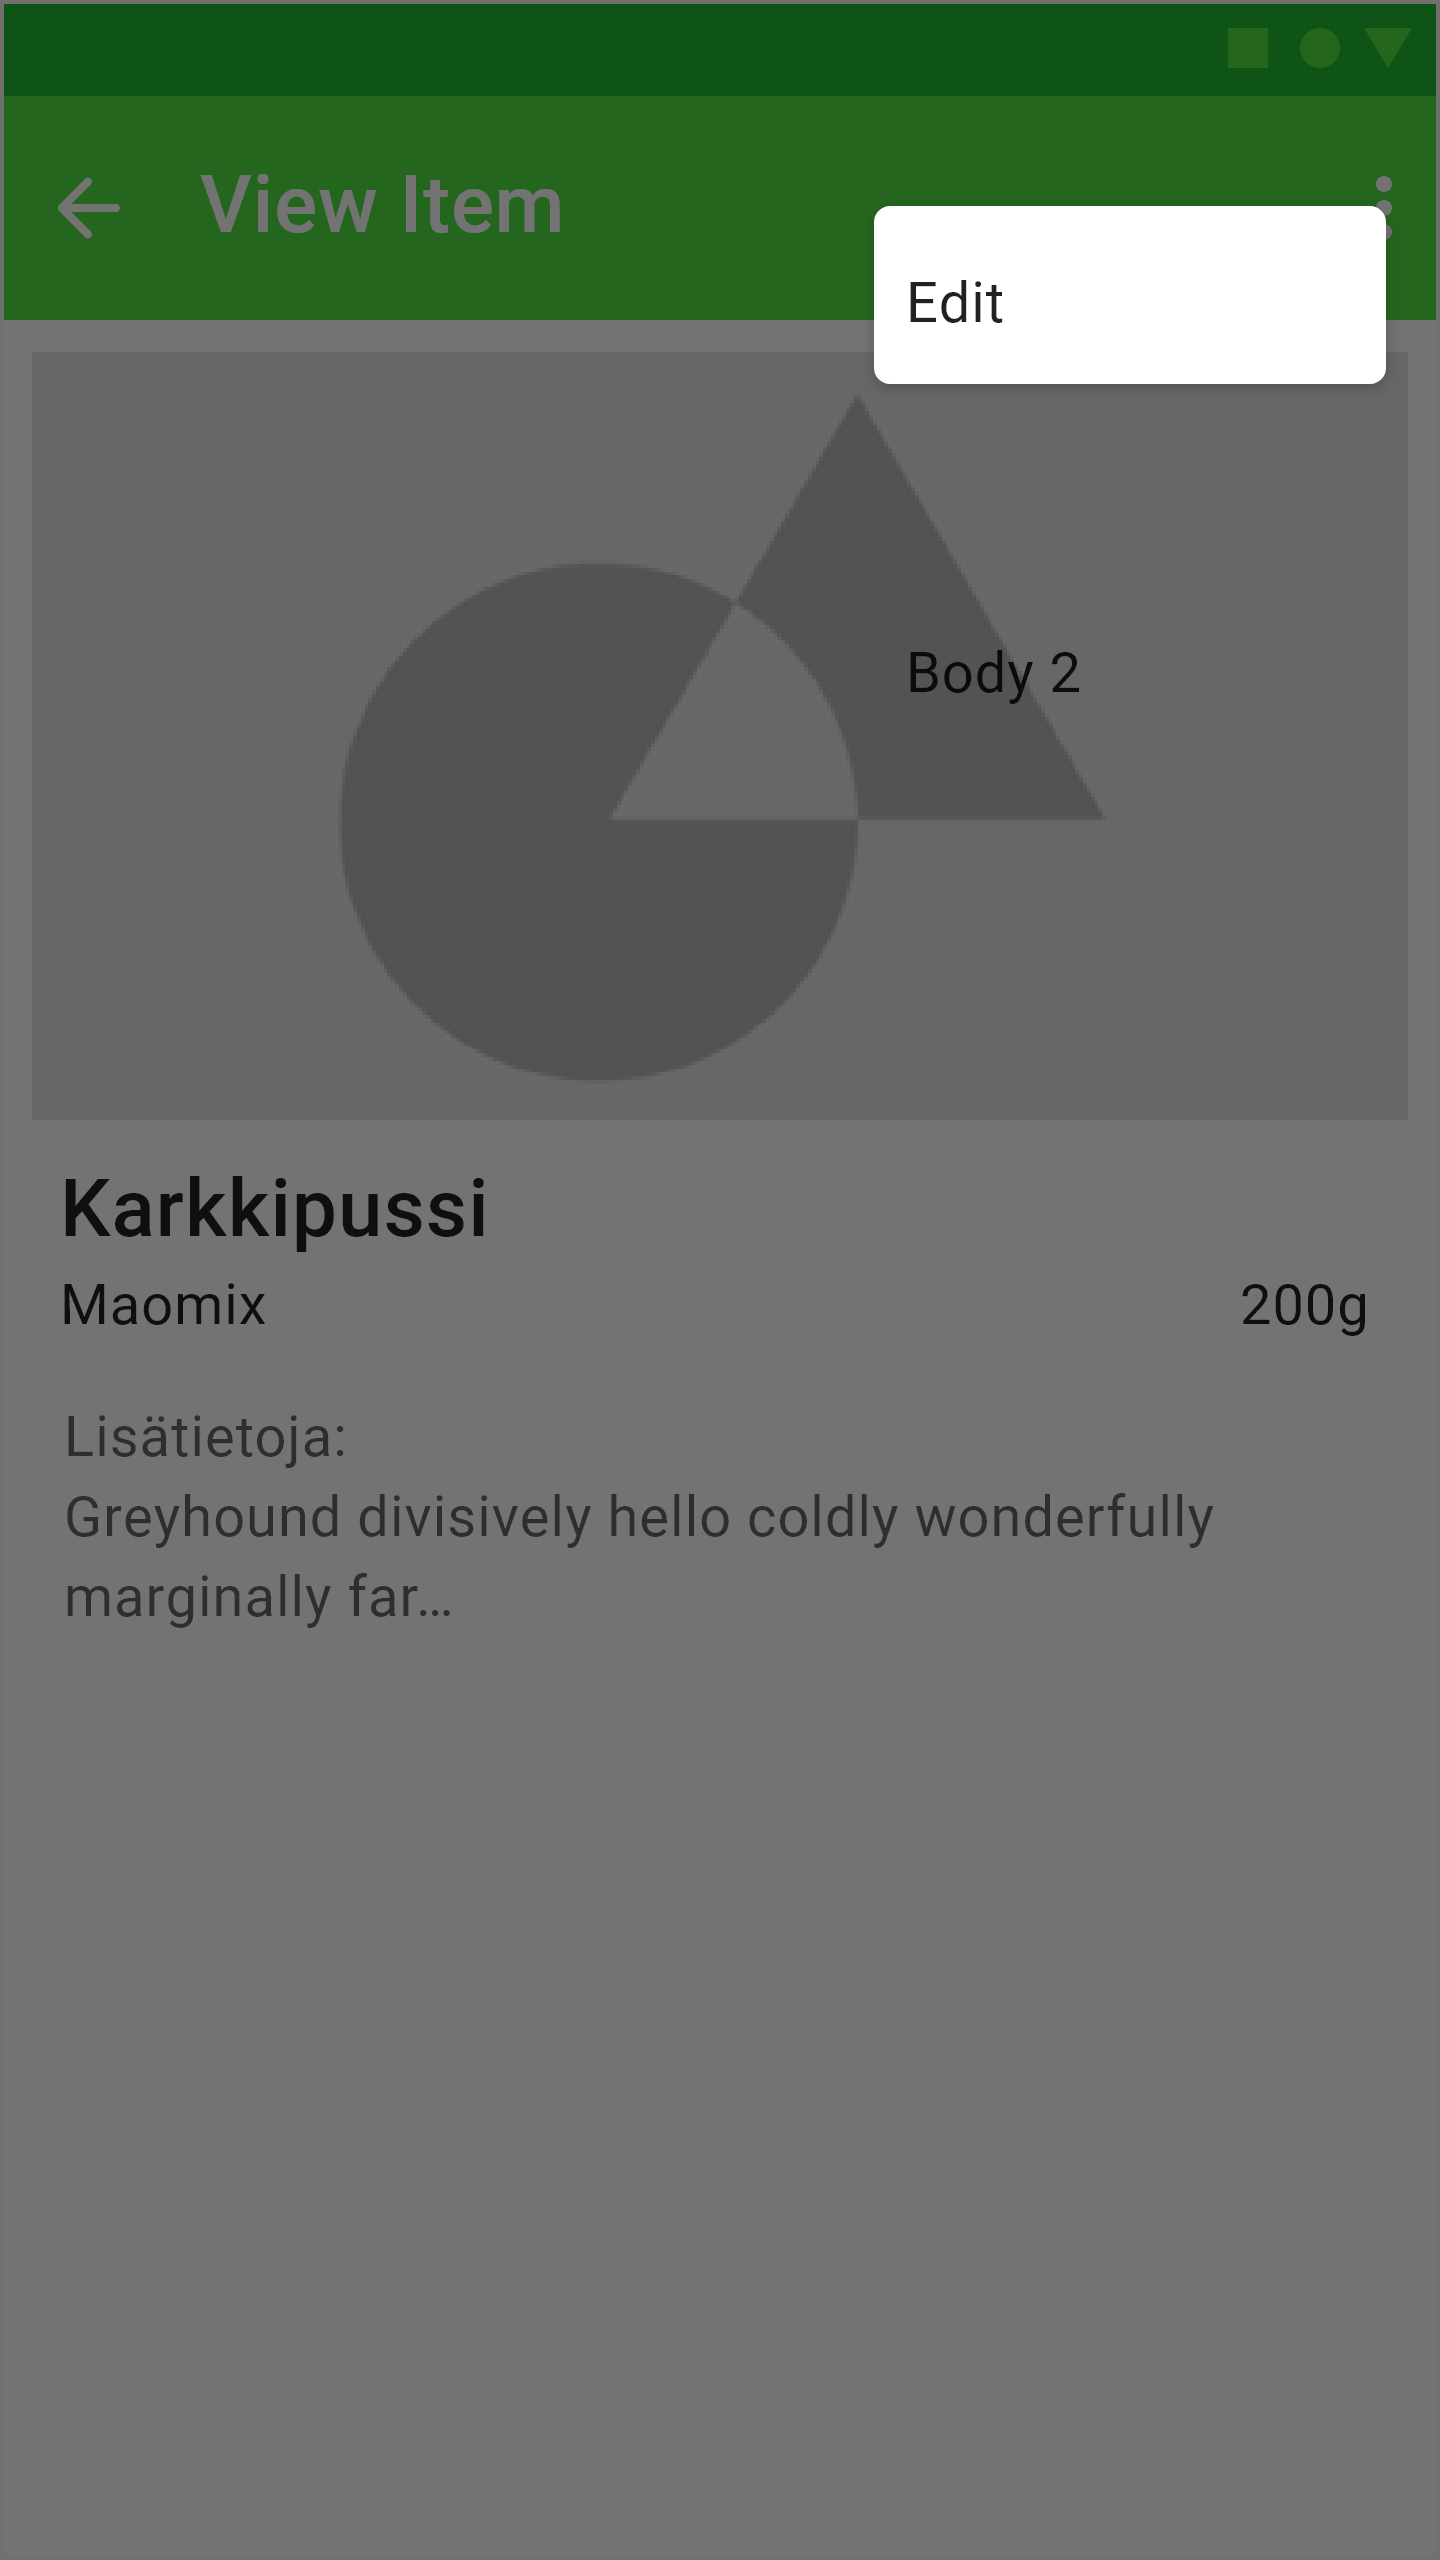 View Item
Edit
Body 2
Karkkipussi
Maomix 200g
Lisätietoja:
Greyhound divisively hello coldly wonderfully
marginally far…